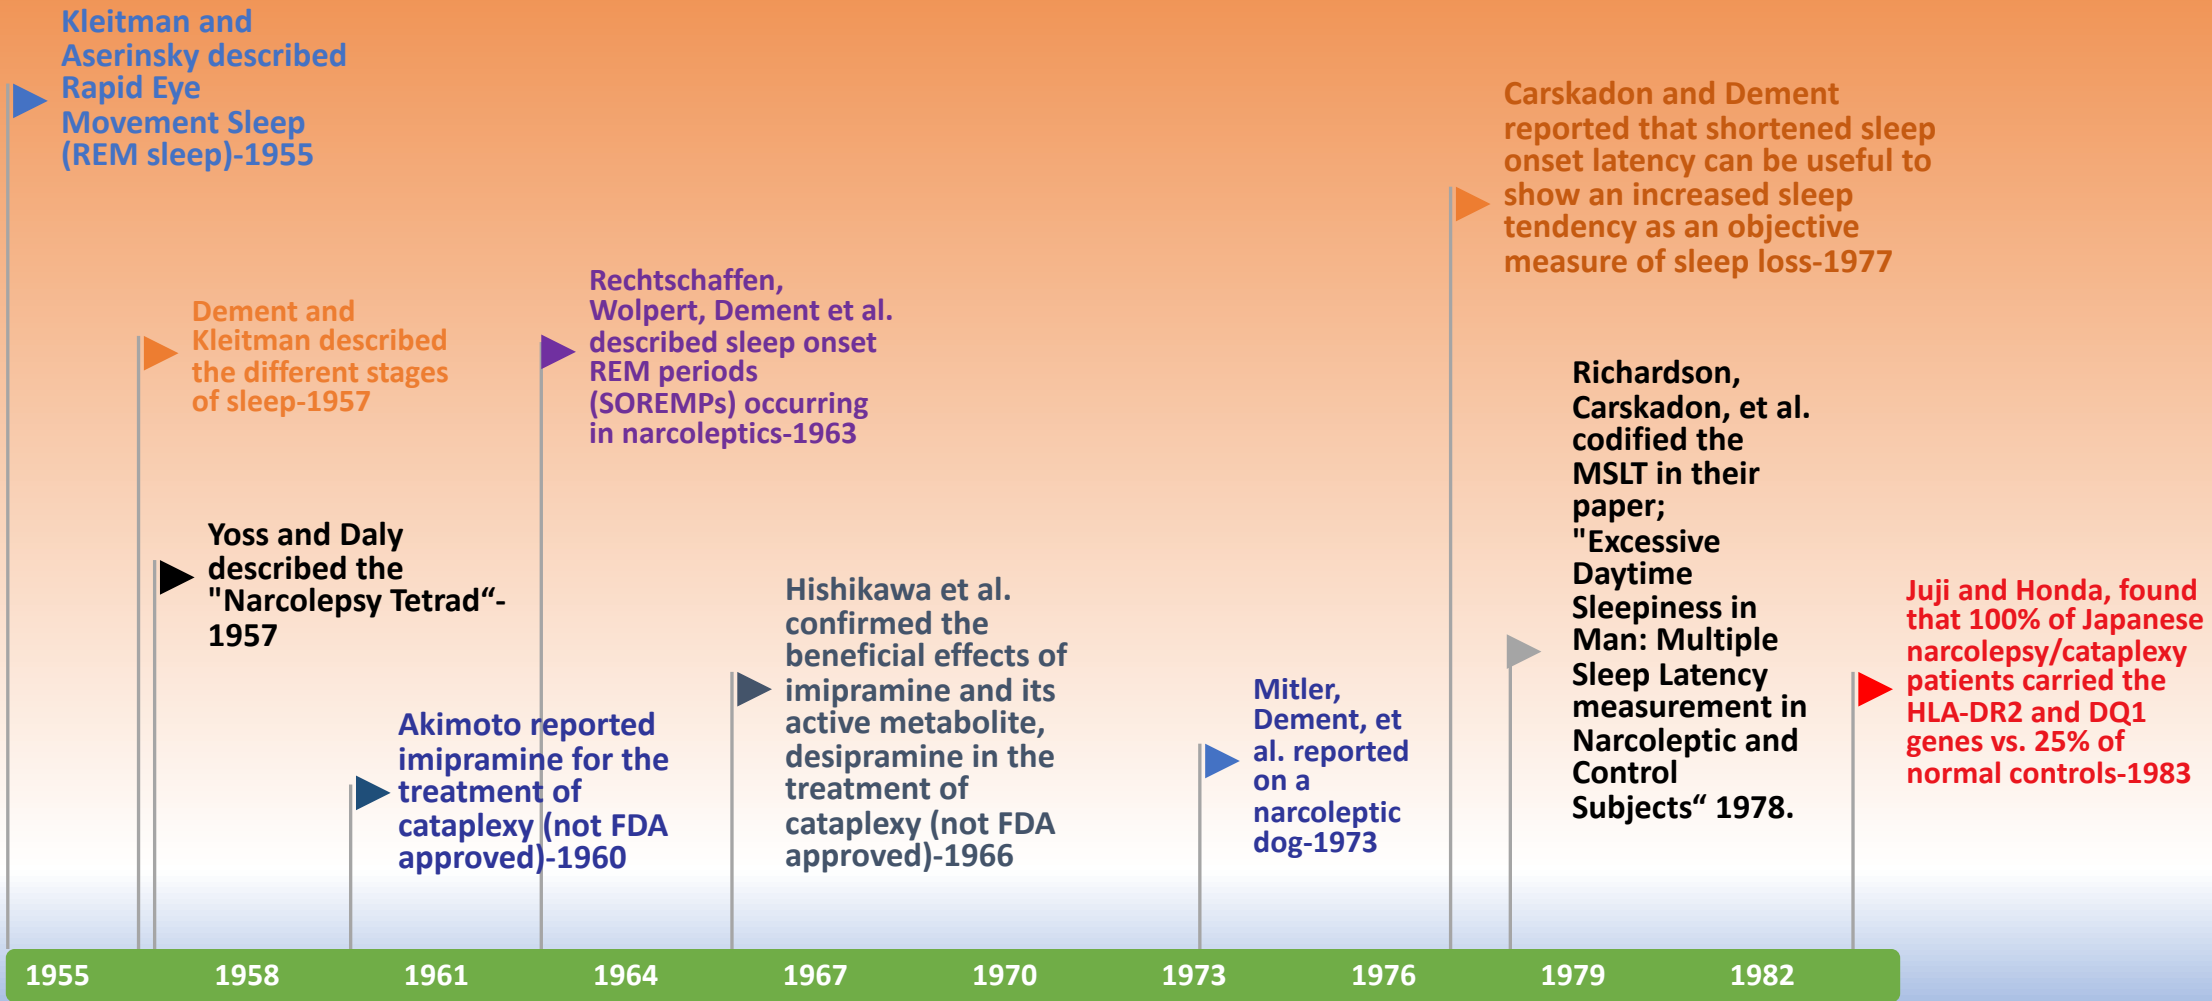 Kleitman and
Aserinsky described
Rapid Eye
Movement Sleep
(REM sleep)-1955
Dement and
Kleitman described
the different stages
of sleep-1957
Yoss and Daly
described the
"Narcolepsy Tetrad“-
1957
Akimoto reported
imipramine for the
treatment of
cataplexy (not FDA
approved)-1960
Rechtschaffen,
Wolpert, Dement et al.
described sleep onset
REM periods
(SOREMPs) occurring
in narcoleptics-1963
Hishikawa et al.
confirmed the
beneficial effects of
imipramine and its
active metabolite,
desipramine in the
treatment of
cataplexy (not FDA
approved)-1966
Mitler,
Dement, et
al. reported
on a
narcoleptic
dog-1973
Carskadon and Dement
reported that shortened sleep
onset latency can be useful to
show an increased sleep
tendency as an objective
measure of sleep loss-1977
Richardson,
Carskadon, et al.
codified the
MSLT in their
paper;
"Excessive
Daytime
Sleepiness in
Man: Multiple
Sleep Latency
measurement in
Narcoleptic and
Control
Subjects“ 1978.
Juji and Honda, found
that 100% of Japanese
narcolepsy/cataplexy
patients carried the
HLA-DR2 and DQ1
genes vs. 25% of
normal controls-1983
1955 1958 1961 1964 1967 1970 1973 1976 1979 1982